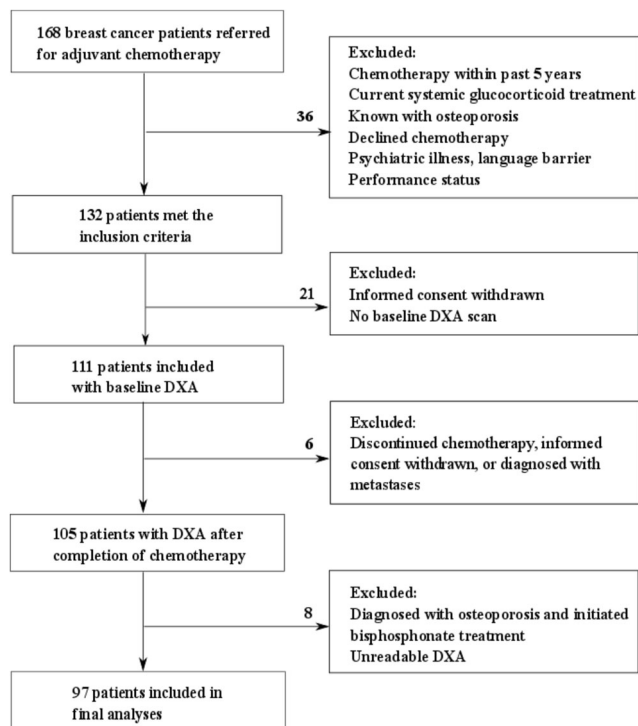 168 breast cancer patients referred
for adjuvant chemotherapy
Excluded:
Chemotherapy within past 5 years
Current systemic glucocorticoid treatment
Known with osteoporosis
Declined chemotherapy
Psychiatric illness, language barrier
Performance status
36
132 patients met the
inclusion criteria
Excluded:
Informed consent withdrawn
No baseline DXA scan
21
111 patients included
with baseline DXA
Excluded:
Discontinued chemotherapy, informed
consent withdrawn, or diagnosed with
metastases
6
105 patients with DXA after
completion of chemotherapy
Excluded:
Diagnosed with osteoporosis and initiated
bisphosphonate treatment
Unreadable DXA
8
97 patients included in
final analyses